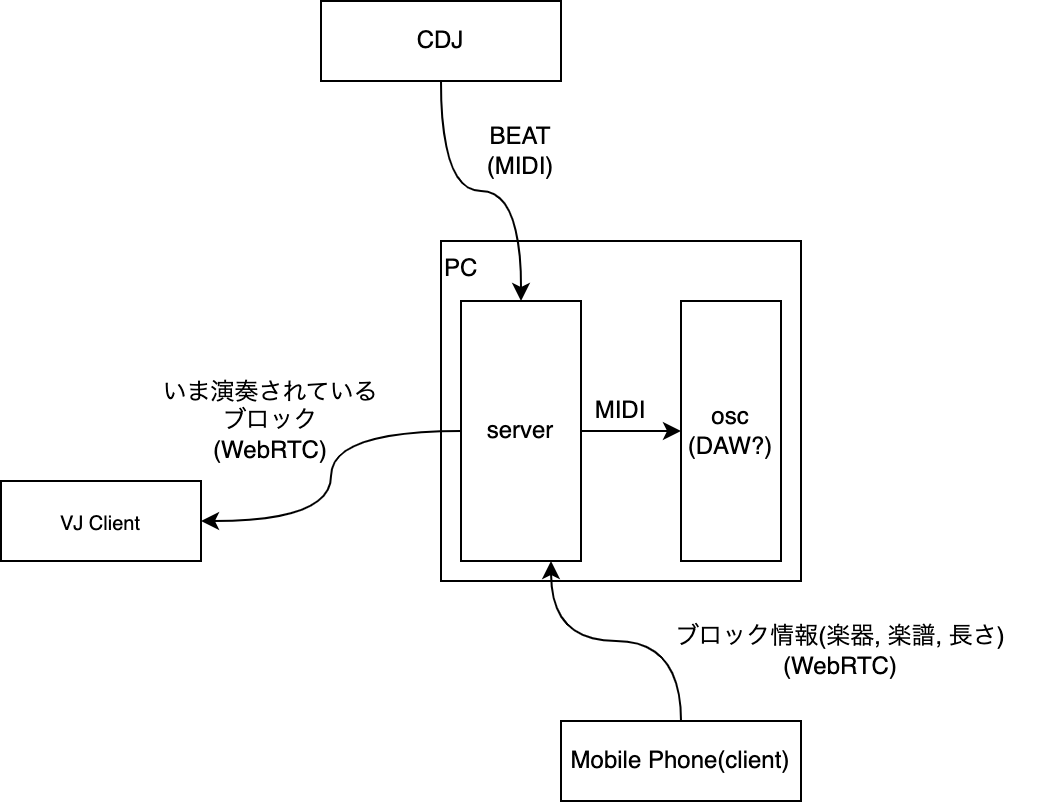 CDJ
BEAT
(MIDI)
PC
いま演奏されている
ブロック
(WebRTC)
server
MIDI
osc
(DAW?)
VJ Client
ブロック情報(楽器, 楽譜, 長さ)
(WebRTC)
Mobile Phone(client)